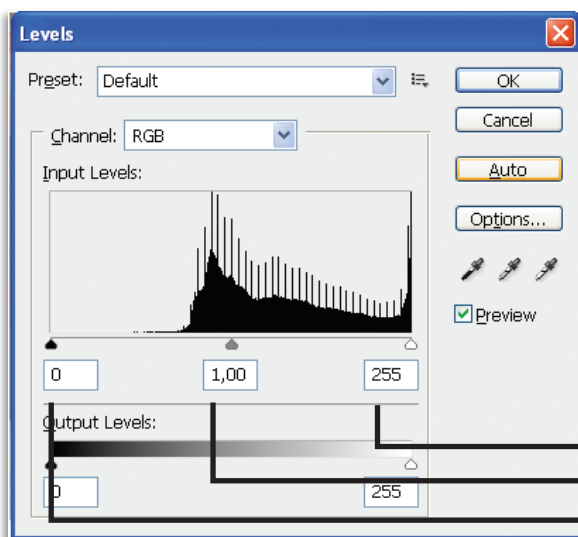 Levels
Preset: Default
OK
Cancel
Channel: RGB
Auto
Input Levels:
Options...
Preview
0 1,00 255
Output Levels:
0 255